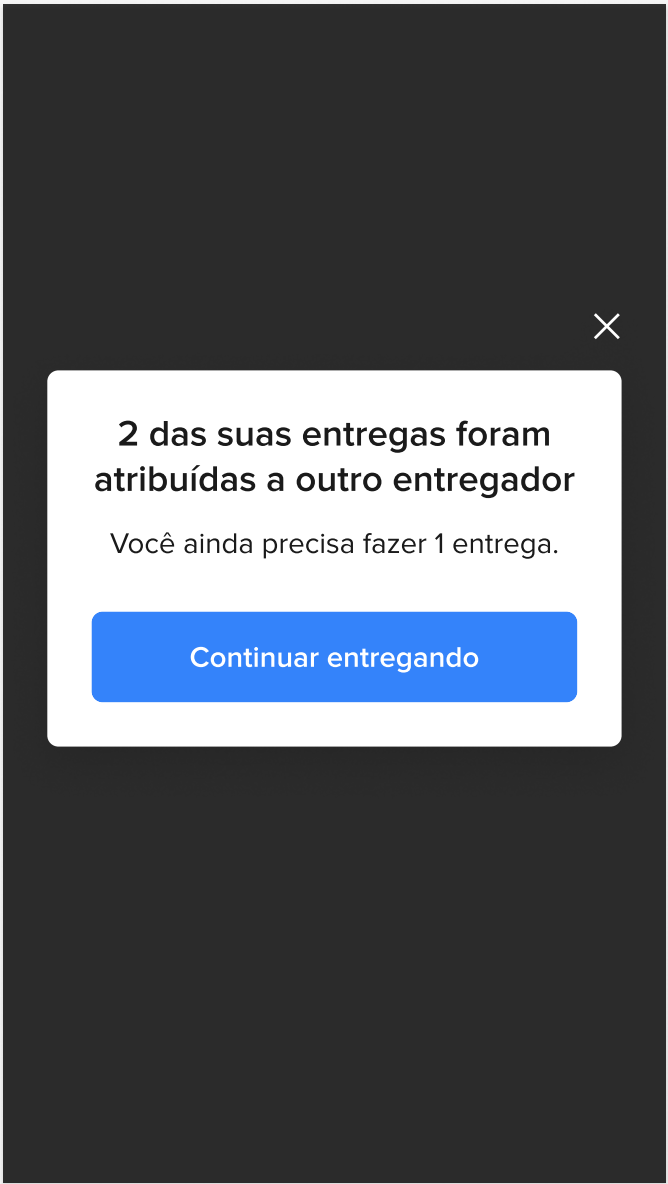 2 das suas entregas foram
atribuídas a outro entregador
Você ainda precisa fazer 1 entrega.
Continuar entregando